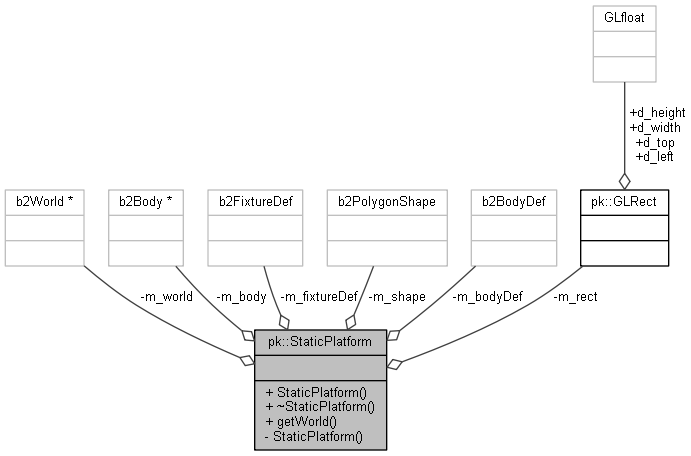 GLfloat
+d_height
+d_width
+d_top
+d_left
b2World *
b2Body *
b2FixtureDef
b2PolygonShape
b2BodyDef
pk::GLRect
-m_world
-m_body
-m_fixtureDef
-m_shape
-m_bodyDef
-m_rect
pk::StaticPlatform
+ StaticPlatform()
+ ~StaticPlatform()
+ getWorld()
- StaticPlatform()